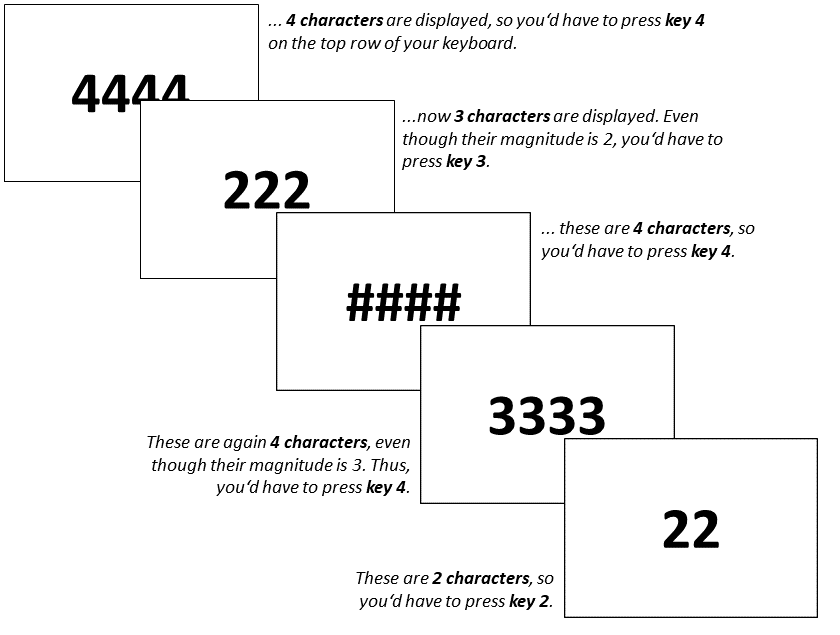 ... 4 characters are displayed, so you‘d have to press key 4
on the top row of your keyboard.
4444
...now 3 characters are displayed. Even
though their magnitude is 2, you‘d have to
press key 3.
222
... these are 4 characters, so
you‘d have to press key 4.
####
3333
These are again 4 characters, even
though their magnitude is 3. Thus,
you‘d have to press key 4.
22
These are 2 characters, so
you‘d have to press key 2.